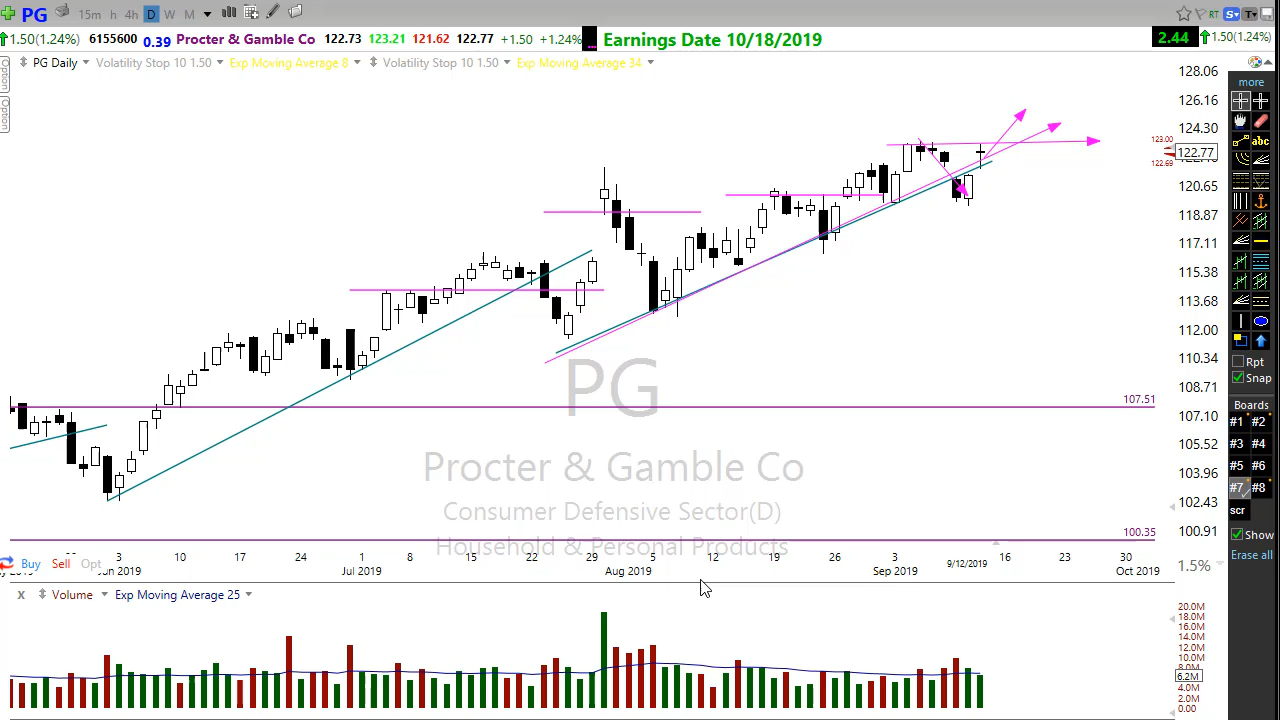 PG 15m h 4h D W M RT S T
1.50(1.24%) 6155600 0.39 Procter & Gamble Co 122.73 123.21 121.62 122.77 +1.50 +1.24% Earnings Date 10/18/2019 2.44 1.50(1.24%)
PG Daily Volatility Stop 10 1.50 Exp Moving Average 8 Volatility Stop 10 1.50 Exp Moving Average 34
Option
Option
128.06
126.16
124.30
123.00
122.77
122.69
120.65
118.87
117.11
115.38
113.68
112.00
110.34
108.71
107.51
107.10
105.52
103.96
102.43
100.91
100.35
PG
Procter & Gamble Co
Consumer Defensive Sector(D)
Household & Personal Products
3 10 17 24 1 8 15 22 29 5 12 19 26 3 9/12/2019 16 23 30
Jun 2019 Jul 2019 Aug 2019 Sep 2019 Oct 2019
Buy Sell Opt
1.5%
X Volume Exp Moving Average 25
20.0M
18.0M
16.0M
14.0M
12.0M
10.0M
8.0M
6.2M
4.0M
2.0M
0.00
more
abc
Rpt
Snap
Boards
#1 #2
#3 #4
#5 #6
#7 #8
scr
Show
Erase all